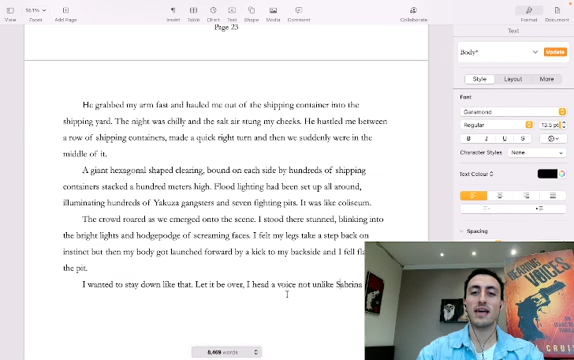 161%
View
Zoom
Add Page
Insert
Table
Chart
Text
Shape
Media
Comment
Collaborate
Format
Document
Page 23
Text
Body*
Update
Style
Layout
More
Font
Garamond
Regular
13.5 pt
B I U S
Character Styles
None
Text Colour
Spacing
He grabbed my arm fast and hauled me out of the shipping container into the
shipping yard. The night was chilly and the salt air stung my cheeks. He hustled me between
a row of shipping containers, made a quick right turn and then we suddenly were in the
middle of it.
A giant hexagonal shaped clearing, bound on each side by hundreds of shipping
containers stacked a hundred meters high. Flood lighting had been set up all around,
illuminating hundreds of Yakuza gangsters and seven fighting pits. It was like coliseum.
The crowd roared as we emerged onto the scene. I stood there stunned, blinking into
the bright lights and hodgepodge of screaming faces. I felt my legs take a step back on
instinct but then my body got launched forward by a kick to my backside and I fell
the pit.
I wanted to stay down like that. Let it be over, I head a voice not unlike Sabrina
8,469 words
HEARING
VOICES